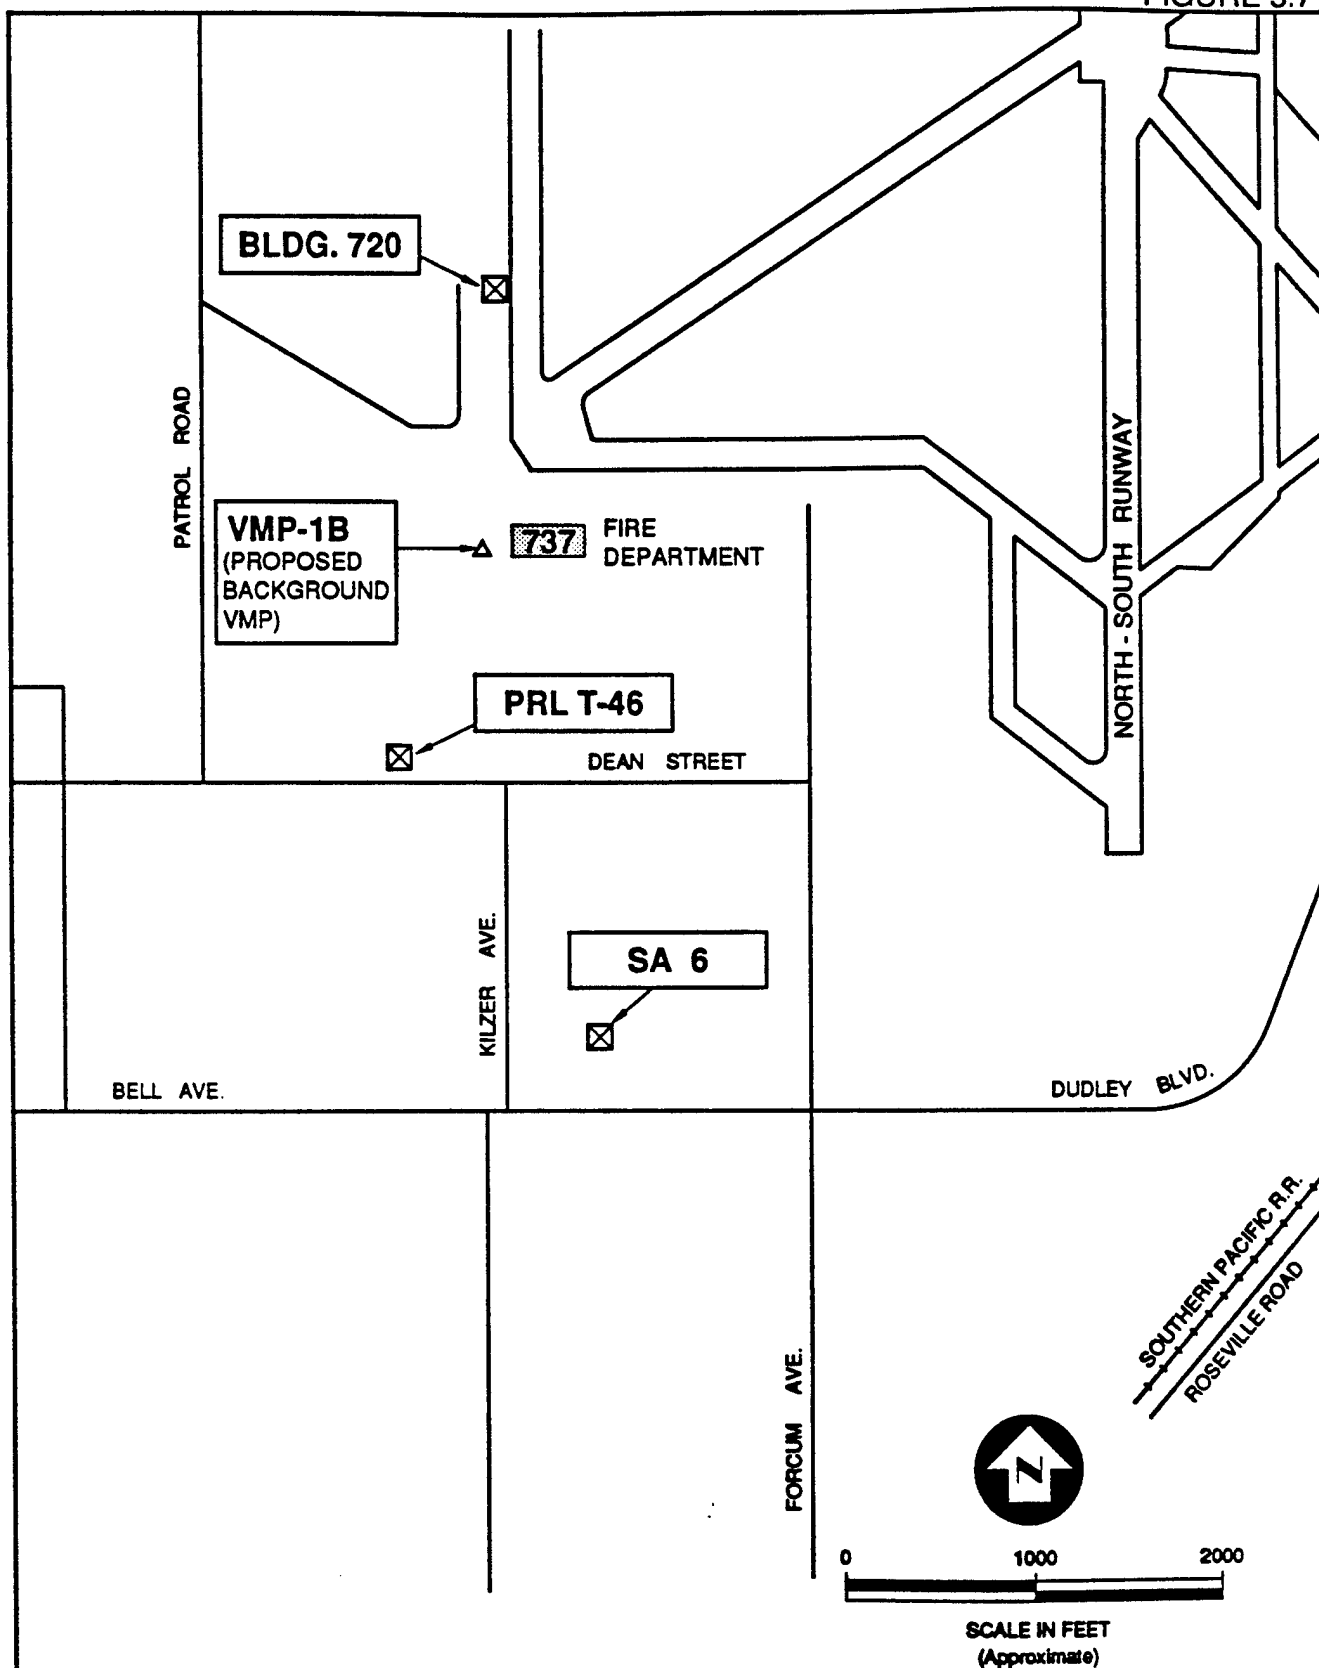 FIGURE 3.7
BLDG. 720
PATROL ROAD
VMP-1B
(PROPOSED
BACKGROUND
VMP)
737
FIRE
DEPARTMENT
NORTH - SOUTH RUNWAY
PRL T-46
DEAN STREET
KILZER AVE.
SA 6
BELL AVE.
DUDLEY BLVD.
SOUTHERN PACIFIC R.R.
ROSEVILLE ROAD
FORCUM AVE.
N
0 1000 2000
SCALE IN FEET
(Approximate)